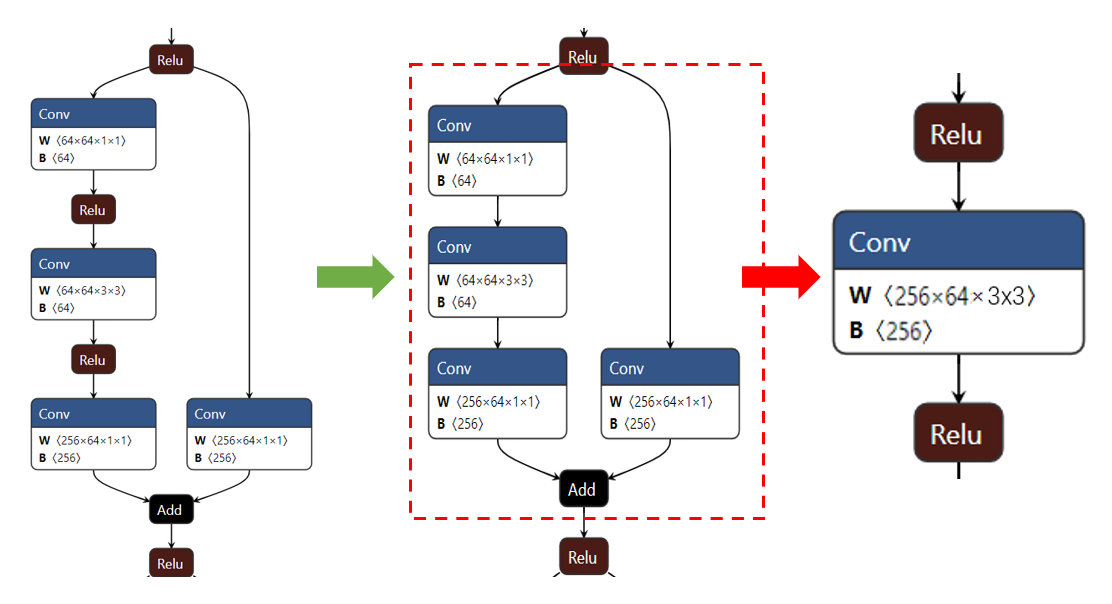 Relu
Conv
W ⟨64×64×1×1⟩
B ⟨64⟩
Relu
Conv
W ⟨64×64×3×3⟩
B ⟨64⟩
Relu
Conv
W ⟨256×64×1×1⟩
B ⟨256⟩
Conv
W ⟨256×64×1×1⟩
B ⟨256⟩
Add
Relu
Relu
Conv
W ⟨64×64×1×1⟩
B ⟨64⟩
Conv
W ⟨64×64×3×3⟩
B ⟨64⟩
Conv
W ⟨256×64×1×1⟩
B ⟨256⟩
Conv
W ⟨256×64×1×1⟩
B ⟨256⟩
Add
Relu
Relu
Conv
W ⟨256×64×3x3⟩
B ⟨256⟩
Relu